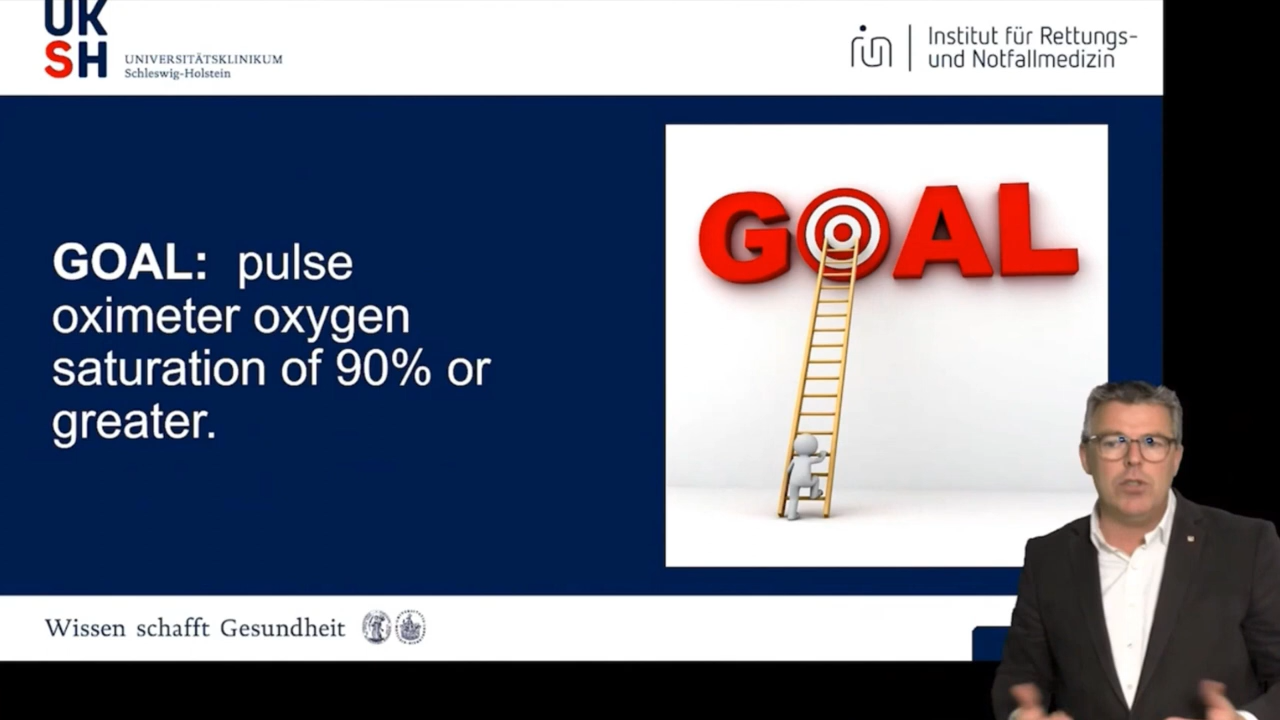 UK
SH
UNIVERSITÄTSKLINIKUM
Schleswig-Holstein
Institut für Rettungs-
und Notfallmedizin
GOAL
GOAL: pulse
oximeter oxygen
saturation of 90% or
greater.
Wissen schafft Gesundheit